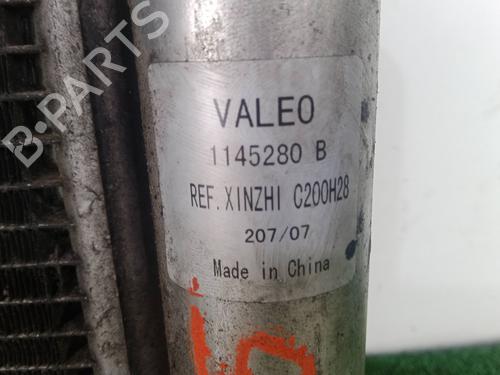 B-PARTS
VALEO
1145280 B
REF. XINZHI C200H28
207/07
Made in China